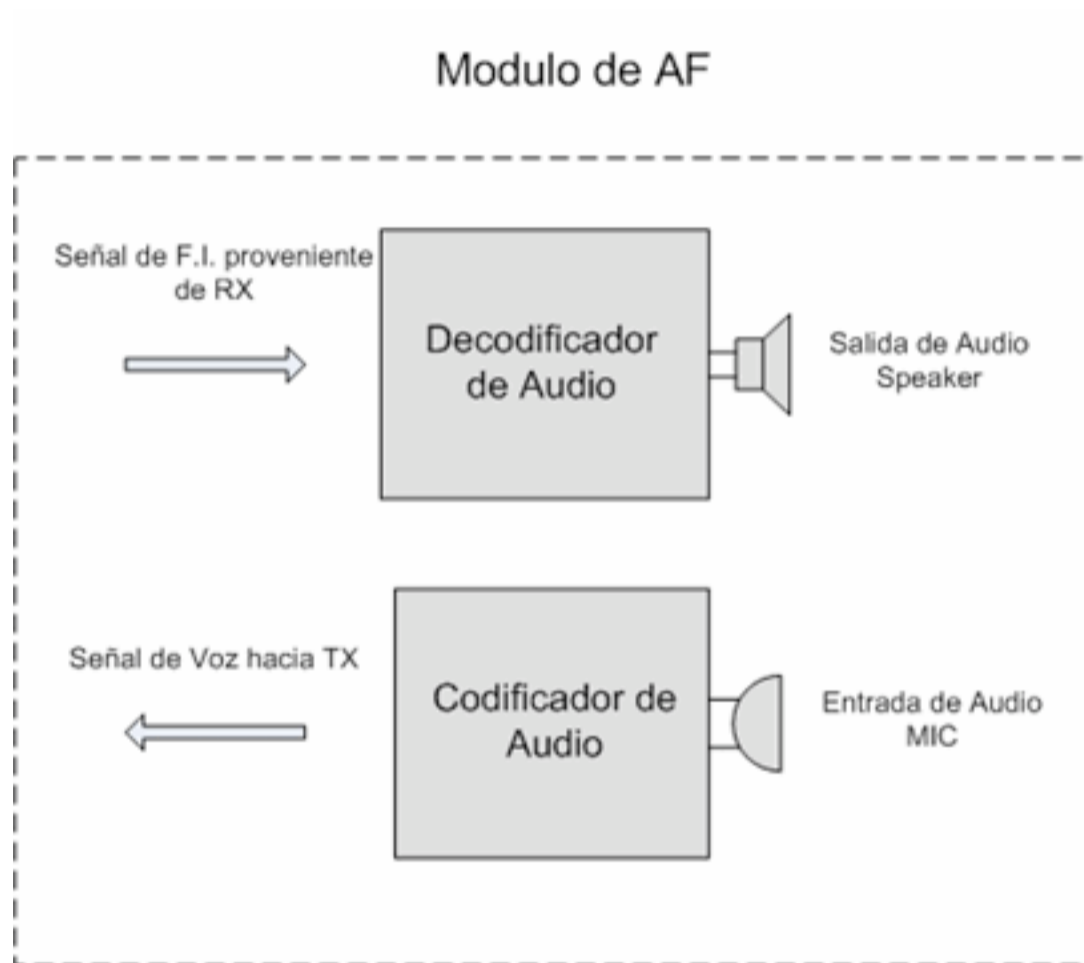 Modulo de AF
Señal de F.I. proveniente
de RX
Decodificador
de Audio
Salida de Audio
Speaker
Señal de Voz hacia TX
Codificador de
Audio
Entrada de Audio
MIC